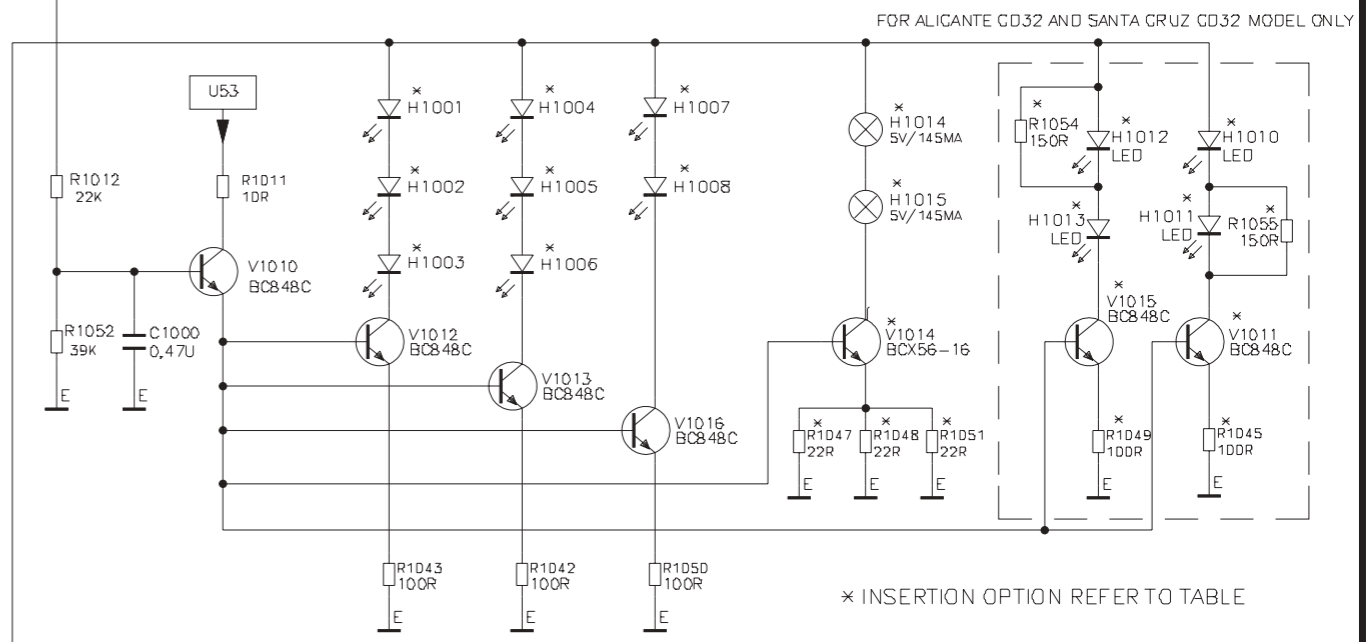 FOR ALICANTE CD32 AND SANTA CRUZ CD32 MODEL ONLY
U53
R1012
22K
R1011
10R
V1010
BC848C
R1052
39K
C1000
0,47U
E
E
*
H1001
*
H1002
*
H1003
V1012
BC848C
R1043
100R
E
*
H1004
*
H1005
*
H1006
V1013
BC848C
R1042
100R
E
*
H1007
*
H1008
V1016
BC848C
R1050
100R
E
*
H1014
5V/145MA
*
H1015
5V/145MA
*
V1014
BCX56-16
*
R1047
22R
E
*
R1048
22R
E
*
R1051
22R
E
*
R1054
150R
*
H1012
LED
*
H1013
LED
*
V1015
BC848C
*
R1049
100R
E
*
H1010
LED
*
H1011
LED
*
R1055
150R
*
V1011
BC848C
*
R1045
100R
E
* INSERTION OPTION REFER TO TABLE